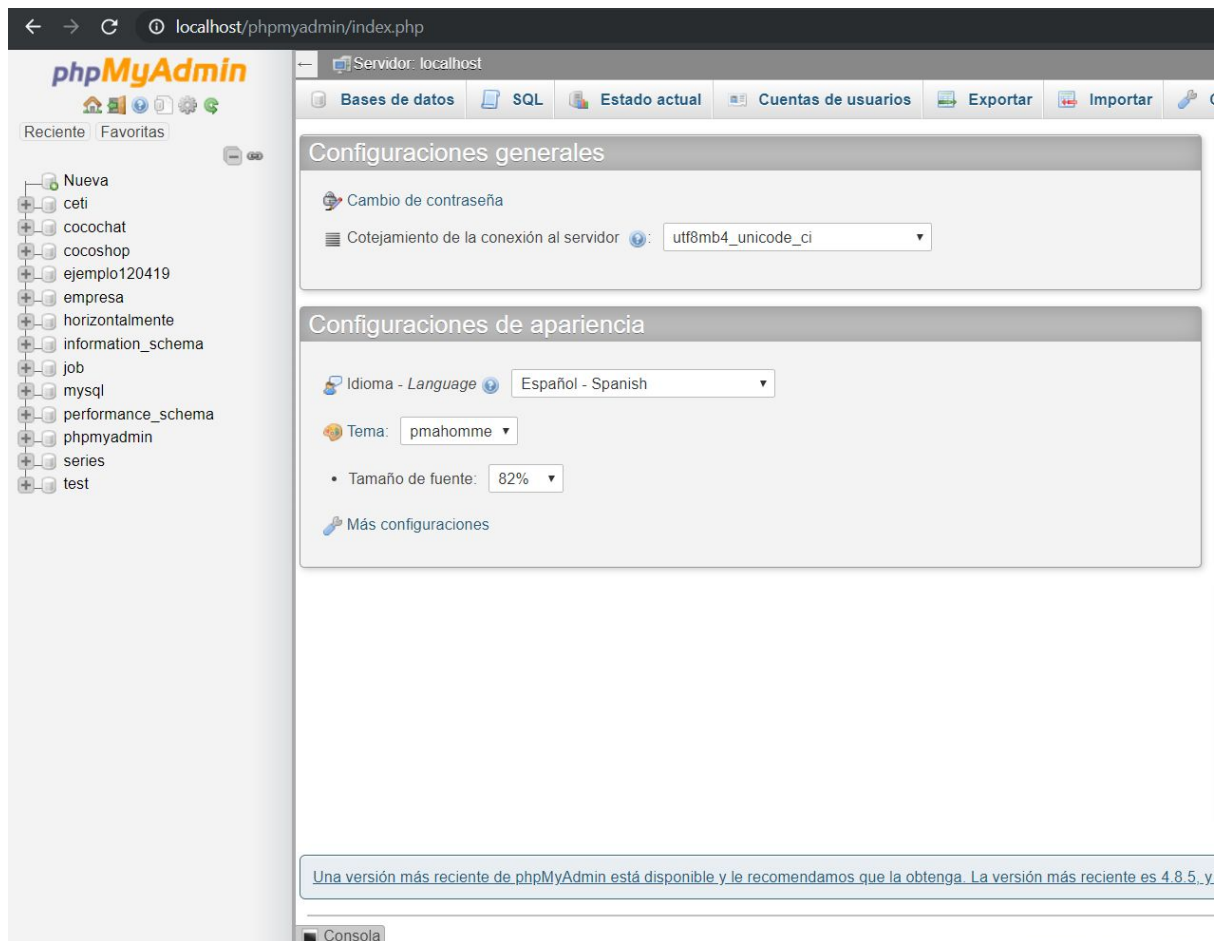 localhost/phpmyadmin/index.php
phpMyAdmin
Reciente Favoritas
Nueva
ceti
cocochat
cocoshop
ejemplo120419
empresa
horizontalmente
information_schema
job
mysql
performance_schema
phpmyadmin
series
test
Servidor: localhost
Bases de datos SQL Estado actual Cuentas de usuarios Exportar Importar
Configuraciones generales
Cambio de contraseña
Cotejamiento de la conexión al servidor : utf8mb4_unicode_ci
Configuraciones de apariencia
Idioma - Language Español - Spanish
Tema: pmahomme
• Tamaño de fuente: 82%
Más configuraciones
Una versión más reciente de phpMyAdmin está disponible y le recomendamos que la obtenga. La versión más reciente es 4.8.5, y
Consola